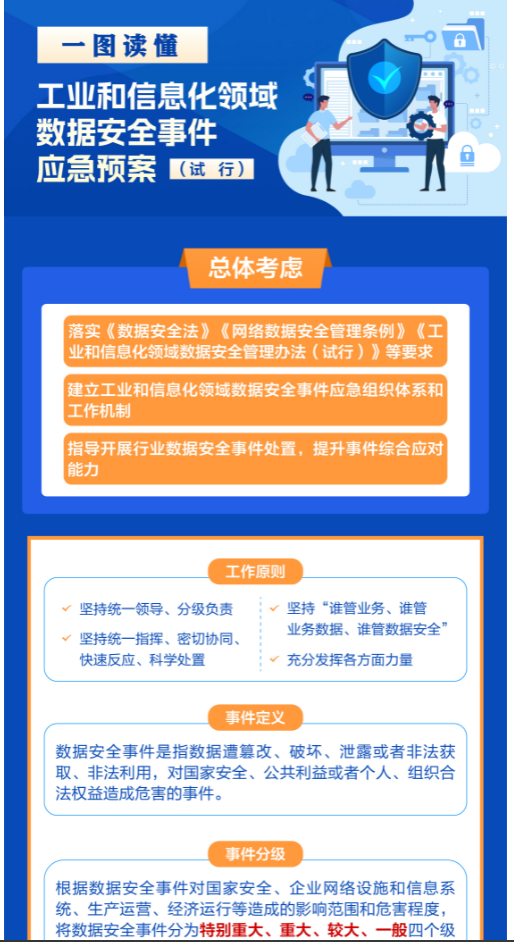 一图读懂
工业和信息化领域
数据安全事件
应急预案（试 行）
总体考虑
落实《数据安全法》《网络数据安全管理条例》《工
业和信息化领域数据安全管理办法（试行）》等要求
建立工业和信息化领域数据安全事件应急组织体系和
工作机制
指导开展行业数据安全事件处置，提升事件综合应对
能力
工作原则
坚持统一领导、分级负责
坚持统一指挥、密切协同、
快速反应、科学处置
坚持“谁管业务、谁管
业务数据、谁管数据安全”
充分发挥各方面力量
事件定义
数据安全事件是指数据遭篡改、破坏、泄露或者非法获
取、非法利用，对国家安全、公共利益或者个人、组织合
法权益造成危害的事件。
事件分级
根据数据安全事件对国家安全、企业网络设施和信息系
统、生产运营、经济运行等造成的影响范围和危害程度，
将数据安全事件分为特别重大、重大、较大、一般四个级